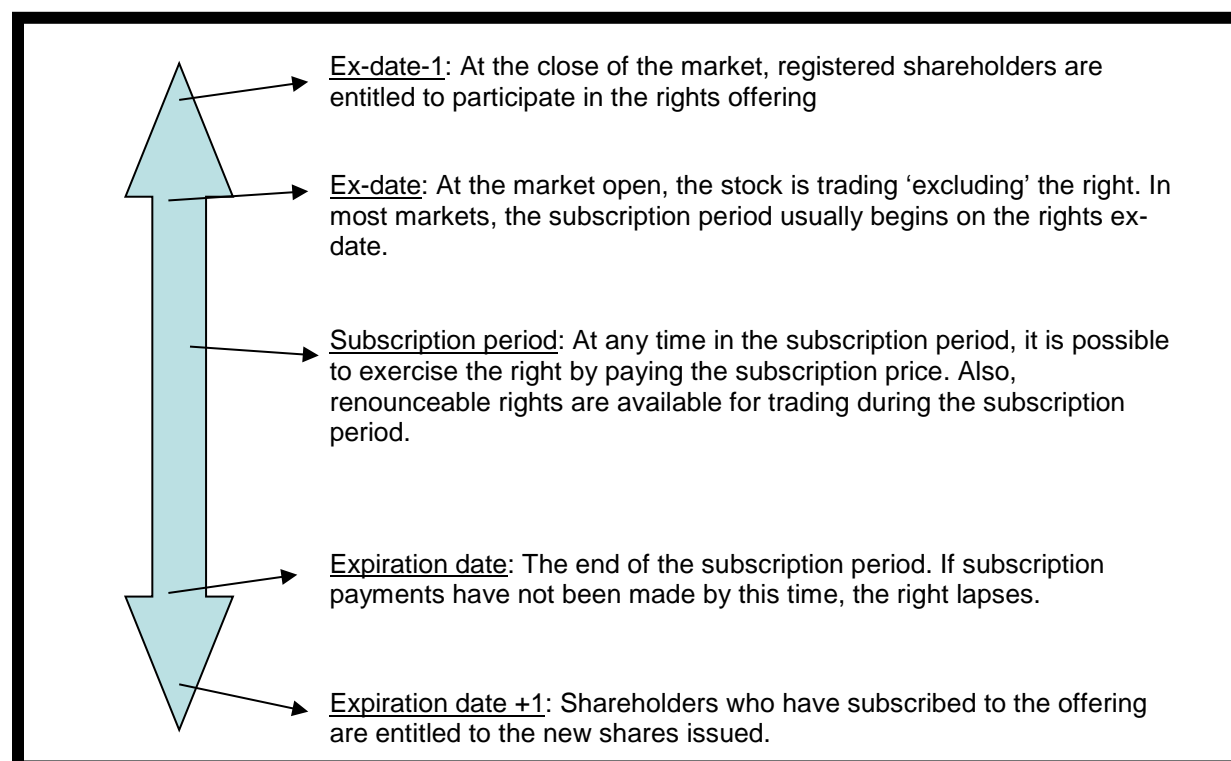 Ex-date-1: At the close of the market, registered shareholders are
entitled to participate in the rights offering
Ex-date: At the market open, the stock is trading ‘excluding’ the right. In
most markets, the subscription period usually begins on the rights ex-
date.
Subscription period: At any time in the subscription period, it is possible
to exercise the right by paying the subscription price. Also,
renounceable rights are available for trading during the subscription
period.
Expiration date: The end of the subscription period. If subscription
payments have not been made by this time, the right lapses.
Expiration date +1: Shareholders who have subscribed to the offering
are entitled to the new shares issued.